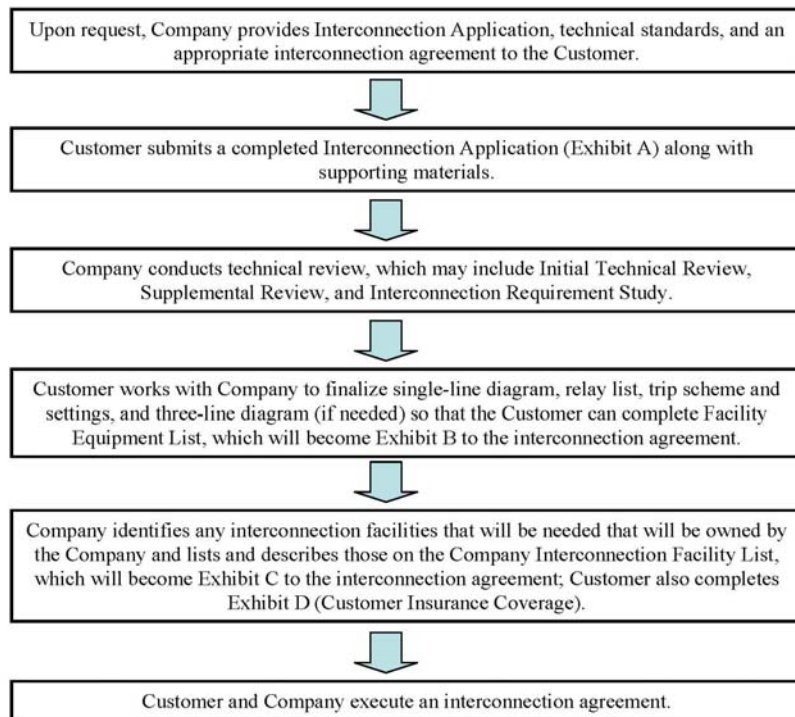 Upon request, Company provides Interconnection Application, technical standards, and an
appropriate interconnection agreement to the Customer.
Customer submits a completed Interconnection Application (Exhibit A) along with
supporting materials.
Company conducts technical review, which may include Initial Technical Review,
Supplemental Review, and Interconnection Requirement Study.
Customer works with Company to finalize single-line diagram, relay list, trip scheme and
settings, and three-line diagram (if needed) so that the Customer can complete Facility
Equipment List, which will become Exhibit B to the interconnection agreement.
Company identifies any interconnection facilities that will be needed that will be owned by
the Company and lists and describes those on the Company Interconnection Facility List,
which will become Exhibit C to the interconnection agreement; Customer also completes
Exhibit D (Customer Insurance Coverage).
Customer and Company execute an interconnection agreement.